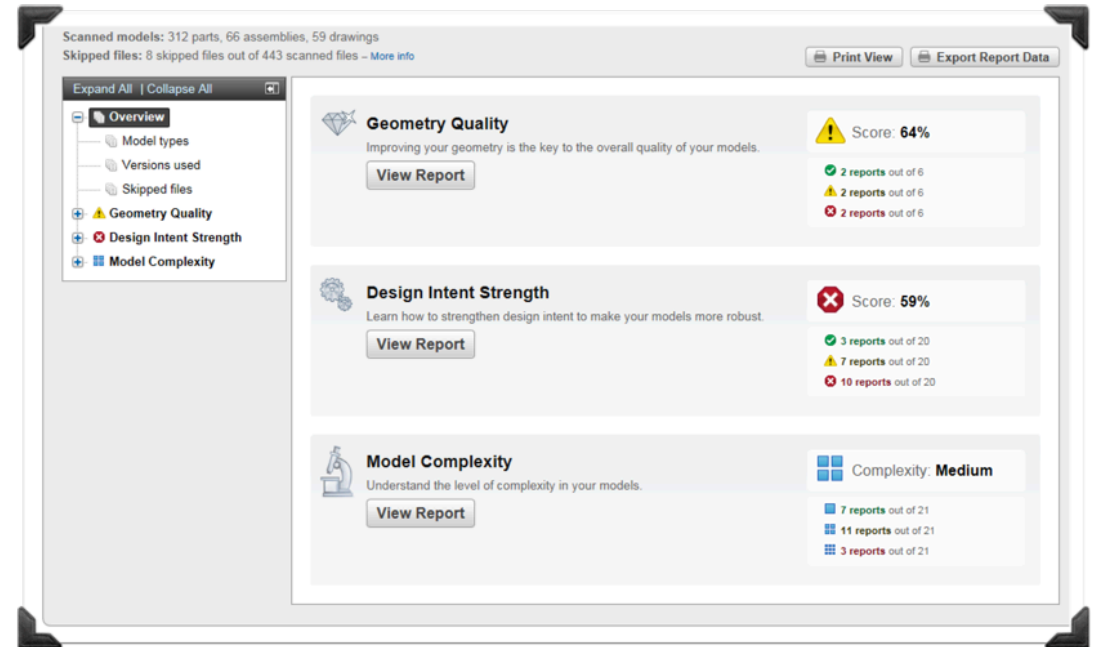 Scanned models: 312 parts, 66 assemblies, 59 drawings
Skipped files: 8 skipped files out of 443 scanned files – More info
Print View
Export Report Data
Expand All | Collapse All
Overview
Model types
Versions used
Skipped files
Geometry Quality
Design Intent Strength
Model Complexity
Geometry Quality
Improving your geometry is the key to the overall quality of your models.
View Report
Score: 64%
2 reports out of 6
2 reports out of 6
2 reports out of 6
Design Intent Strength
Learn how to strengthen design intent to make your models more robust.
View Report
Score: 59%
3 reports out of 20
7 reports out of 20
10 reports out of 20
Model Complexity
Understand the level of complexity in your models.
View Report
Complexity: Medium
7 reports out of 21
11 reports out of 21
3 reports out of 21